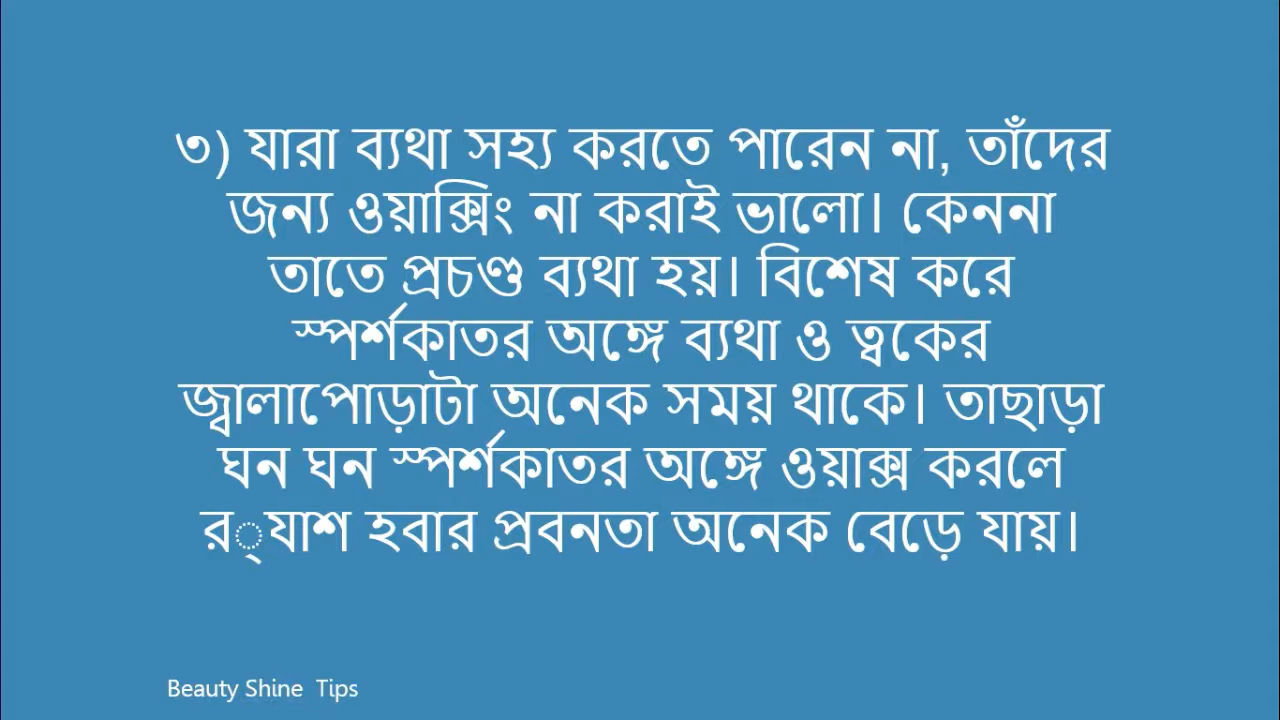 ৩) যারা ব্যথা সহ্য করতে পারেন না, তাঁদের
জন্য ওয়াক্সিং না করাই ভালো। কেননা
তাতে প্রচণ্ড ব্যথা হয়। বিশেষ করে
স্পর্শকাতর অঙ্গে ব্যথা ও ত্বকের
জ্বালাপোড়াটা অনেক সময় থাকে। তাছাড়া
ঘন ঘন স্পর্শকাতর অঙ্গে ওয়াক্স করলে
র‌্যাশ হবার প্রবনতা অনেক বেড়ে যায়।
Beauty Shine  Tips